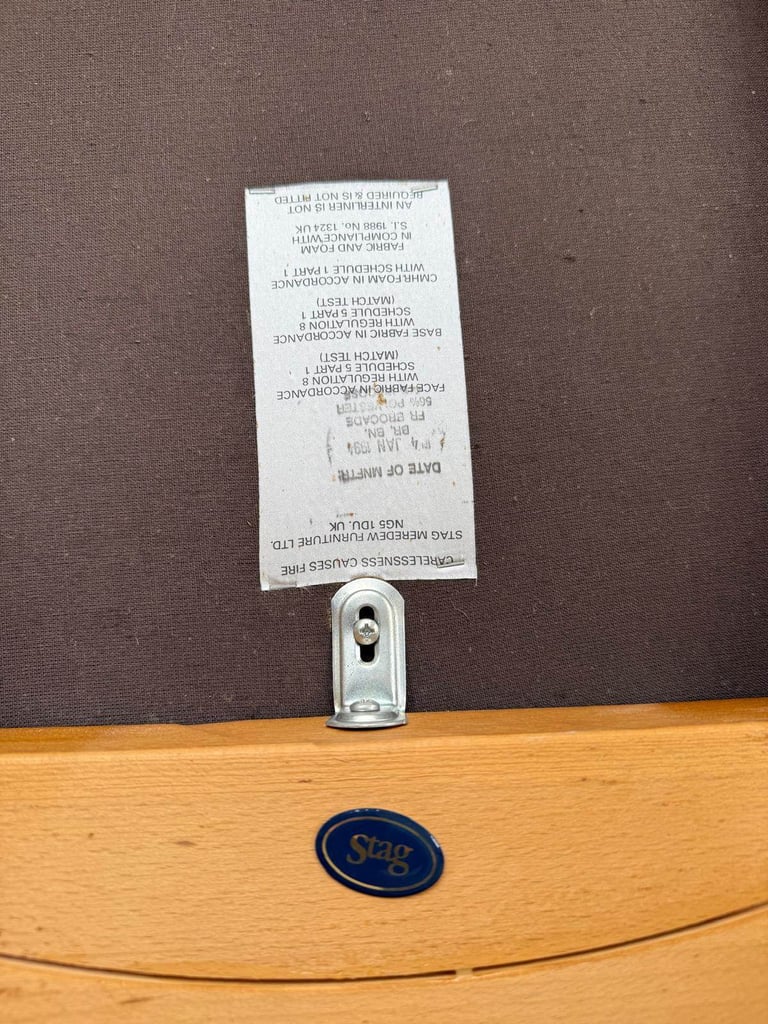 CARELESSNESS CAUSES FIRE
STAG MEREDEW FURNITURE LTD.
NG5 1DU. UK
DATE OF MNFTR:
JAN
BR. BN.
FR BROCADE
56% POLYESTER
FACE FABRIC IN ACCORDANCE
WITH REGULATION 8
SCHEDULE 5 PART 1
(MATCH TEST)
BASE FABRIC IN ACCORDANCE
WITH REGULATION 8
SCHEDULE 5 PART 1
(MATCH TEST)
CMHR FOAM IN ACCORDANCE
WITH SCHEDULE 1 PART 1
FABRIC AND FOAM
IN COMPLIANCE WITH
S.I. 1988 No. 1324 UK
AN INTERLINER IS NOT
REQUIRED & IS NOT FITTED
Stag